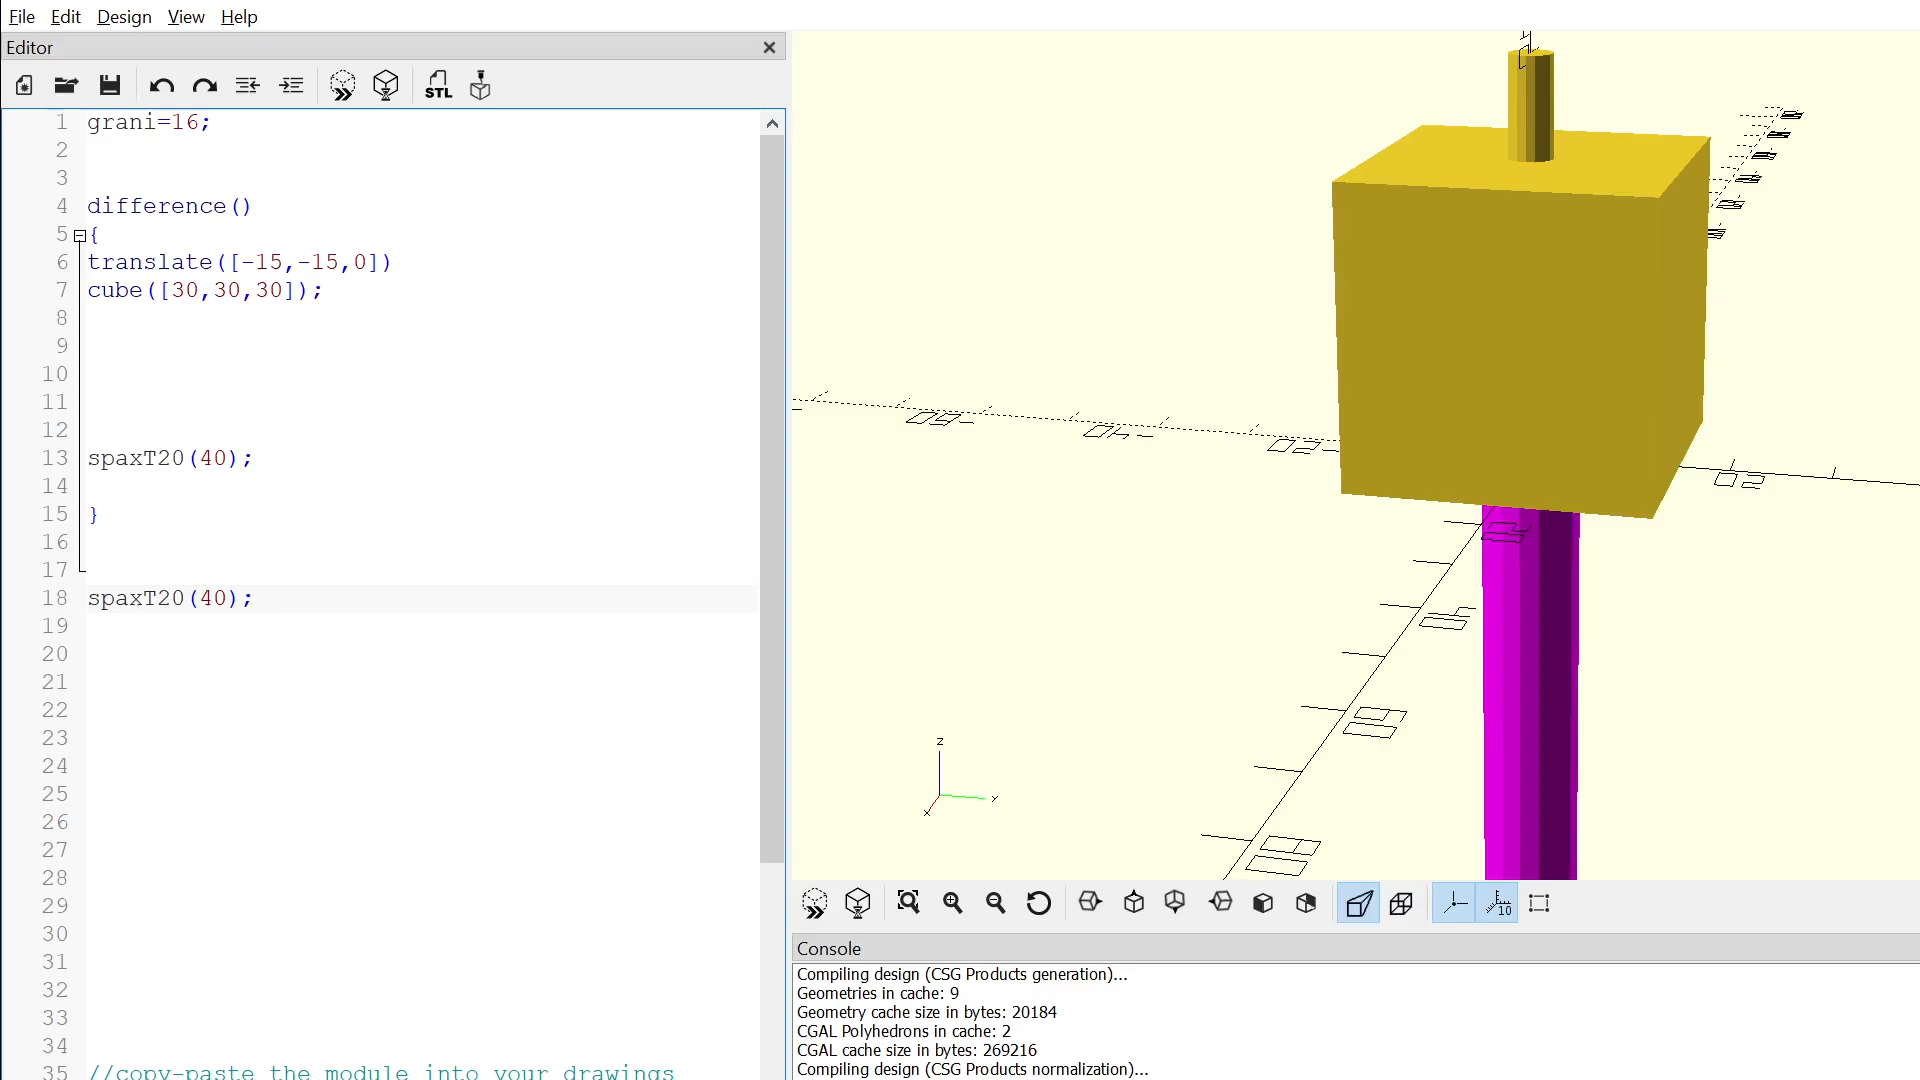 File Edit Design View Help
Editor
STL
1 grani=16;
2
3
4 difference()
5 {
6 translate([-15,-15,0])
7 cube([30,30,30]);
8
9
10
11
12
13 spaxT20(40);
14
15 }
16
17
18 spaxT20(40);
19
20
21
22
23
24
25
26
27
28
29
30
31
32
33
34
35 //copy-paste the module into your drawings
z
y
x
10
Console
Compiling design (CSG Products generation)...
Geometries in cache: 9
Geometry cache size in bytes: 20184
CGAL Polyhedrons in cache: 2
CGAL cache size in bytes: 269216
Compiling design (CSG Products normalization)...